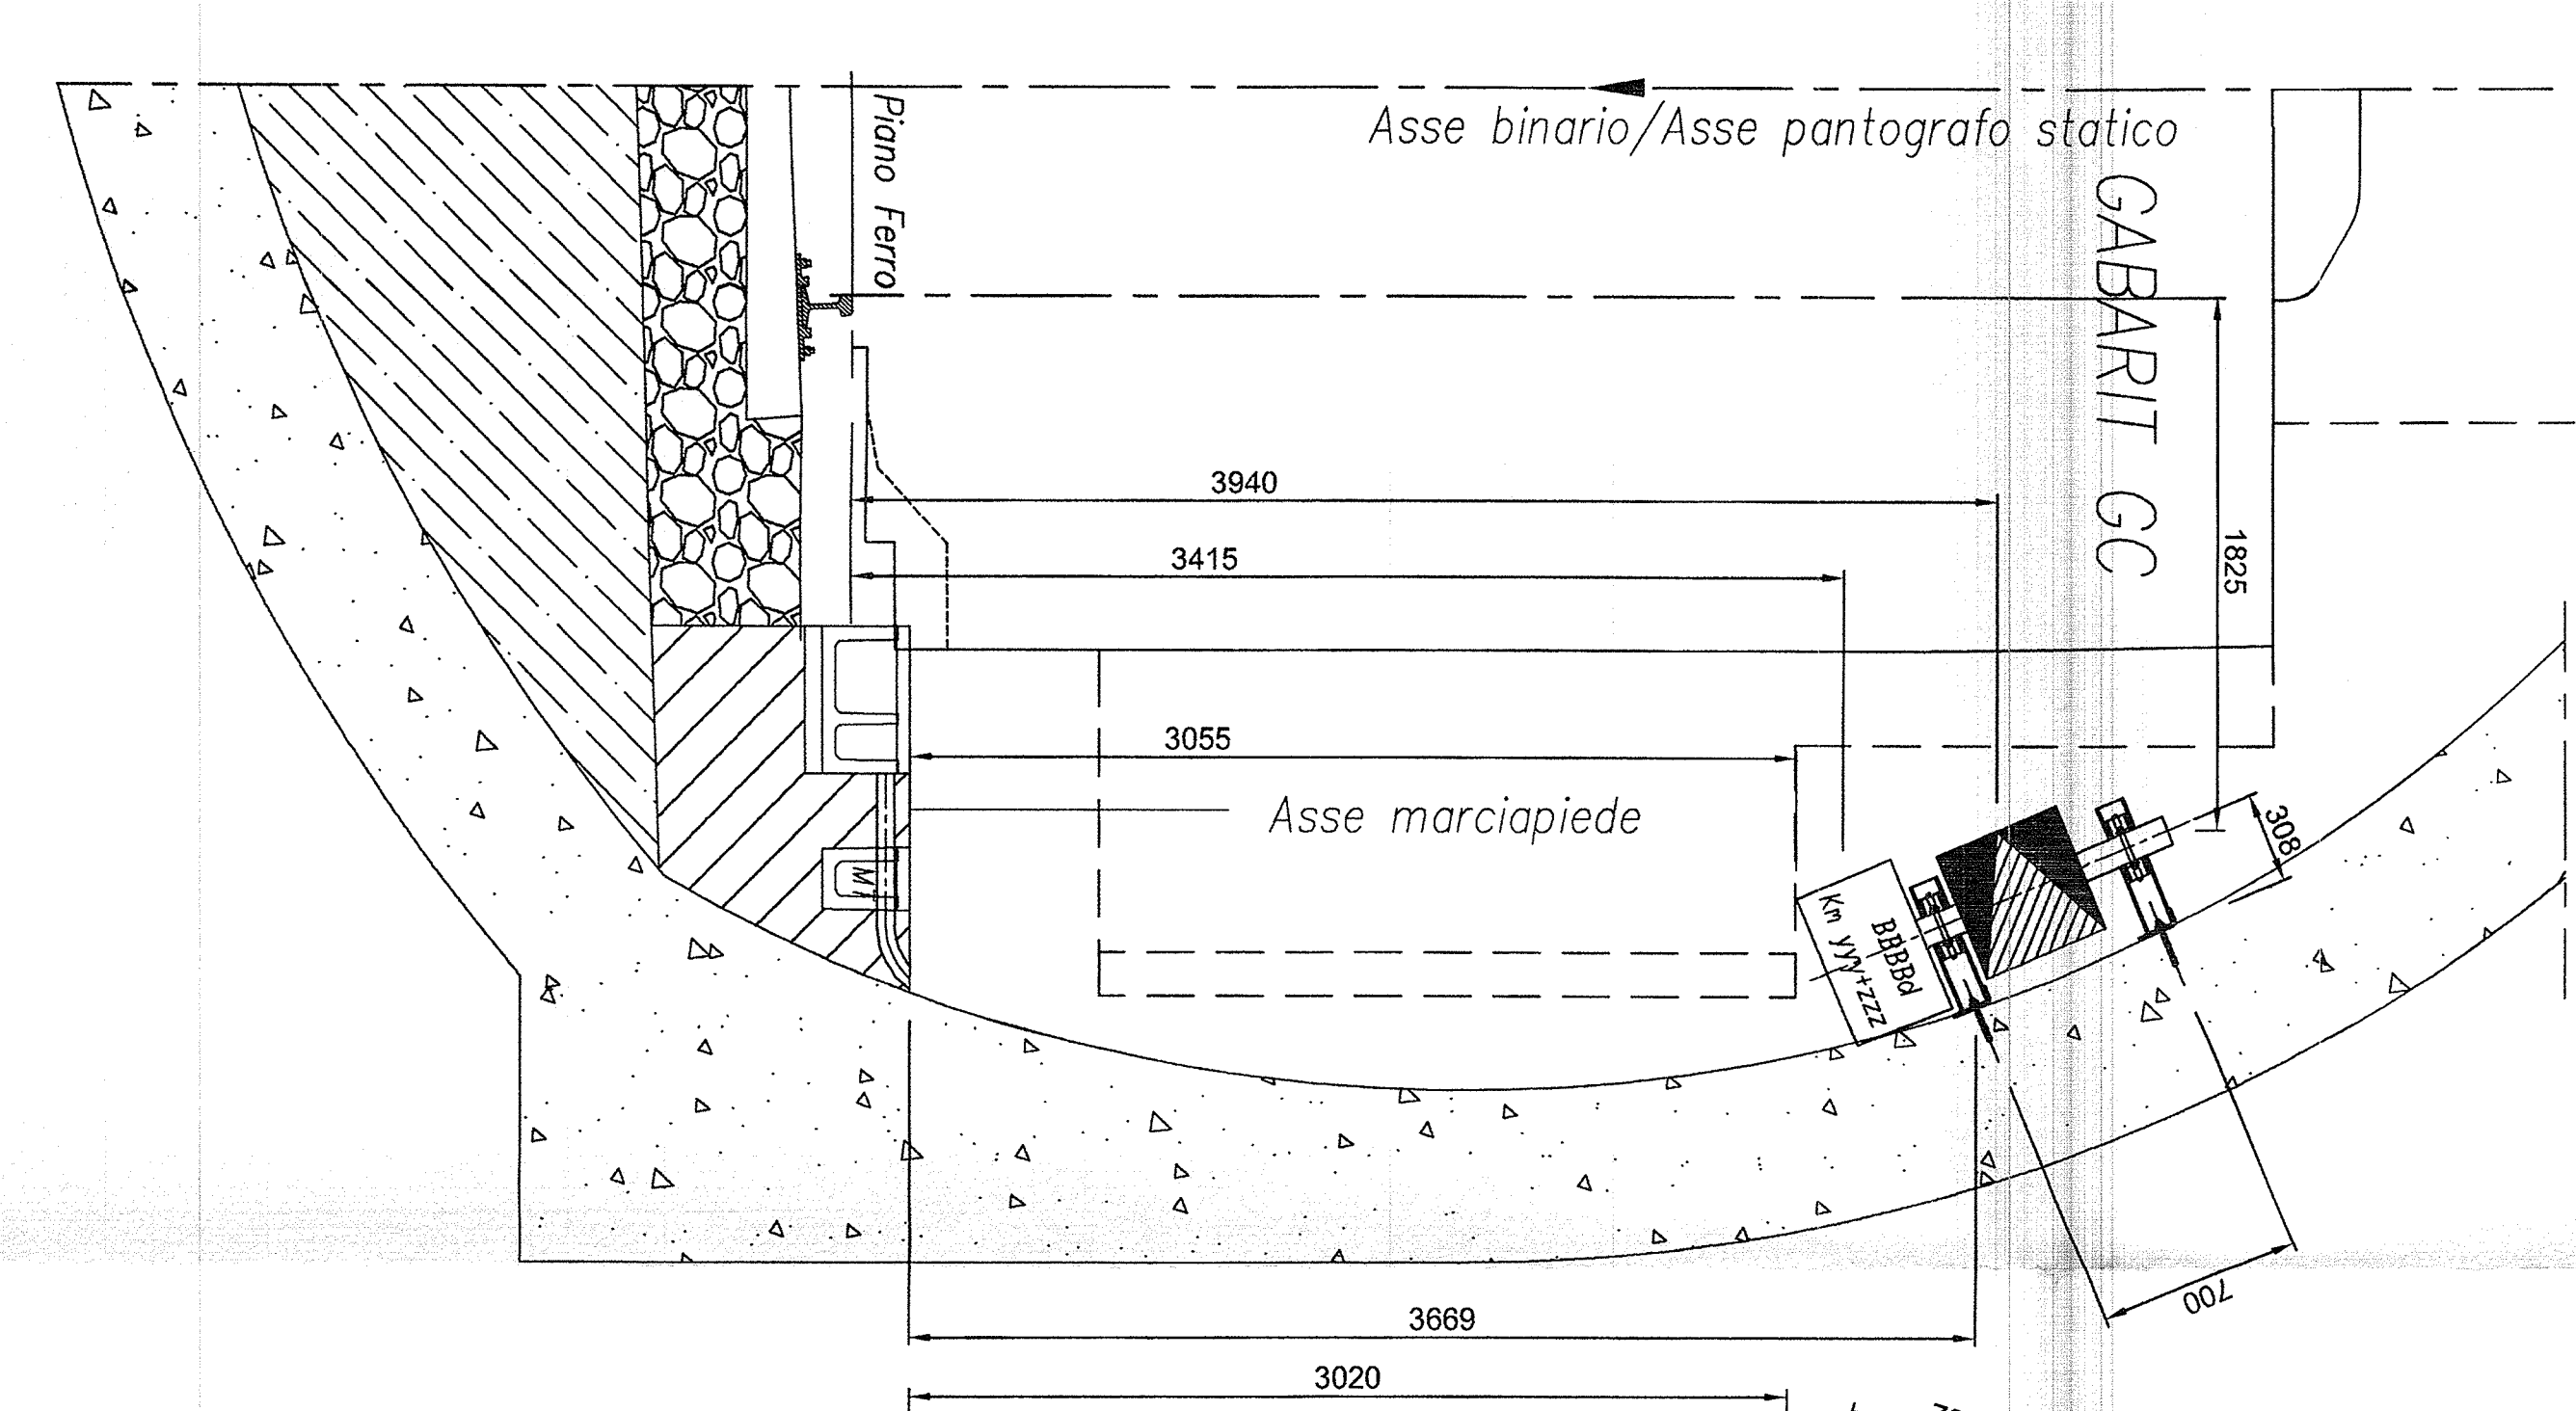 Piano Ferro
Asse binario/Asse pantografo statico
GABARIT GC
3940
1825
3415
3055
Asse marciapiede
308
BBBBd
Km yyy+zzz
700
3669
3020